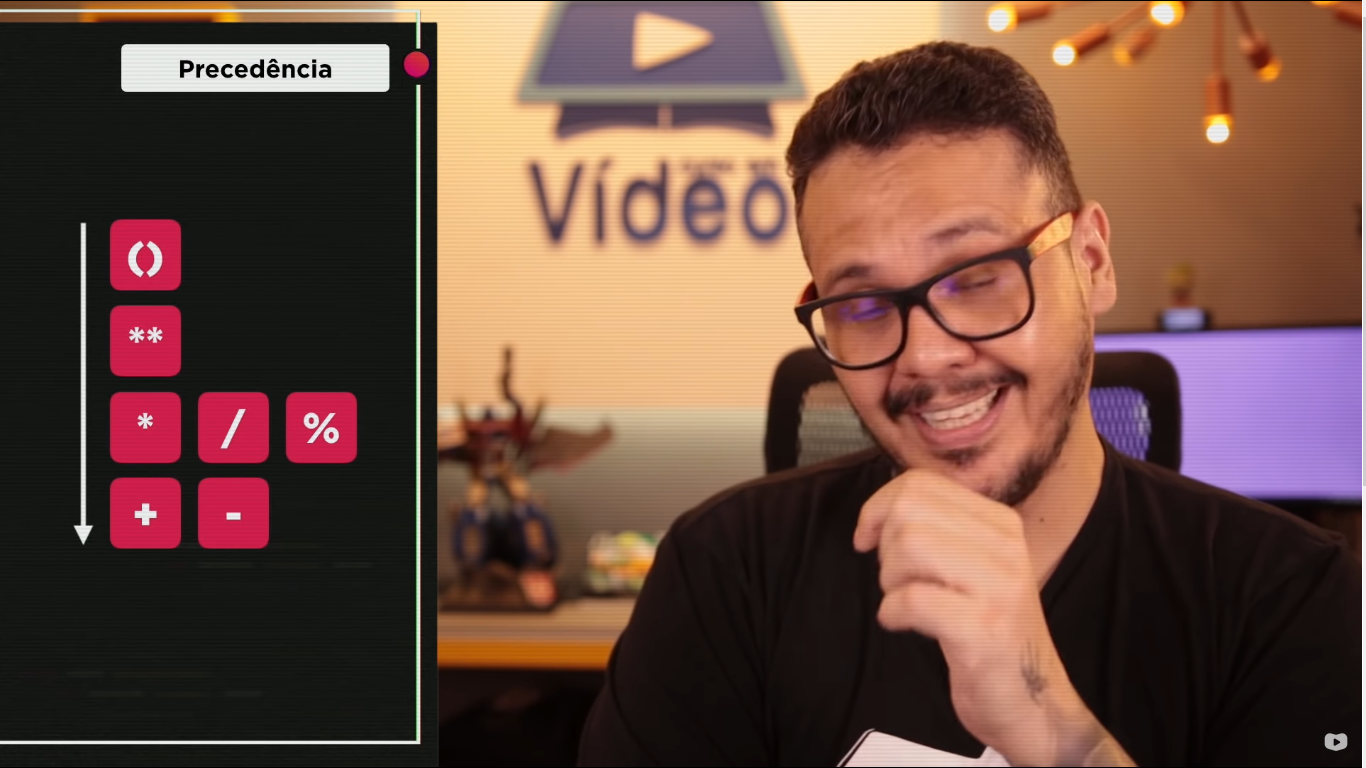 Precedência
()
**
* / %
+ -
Vídeo